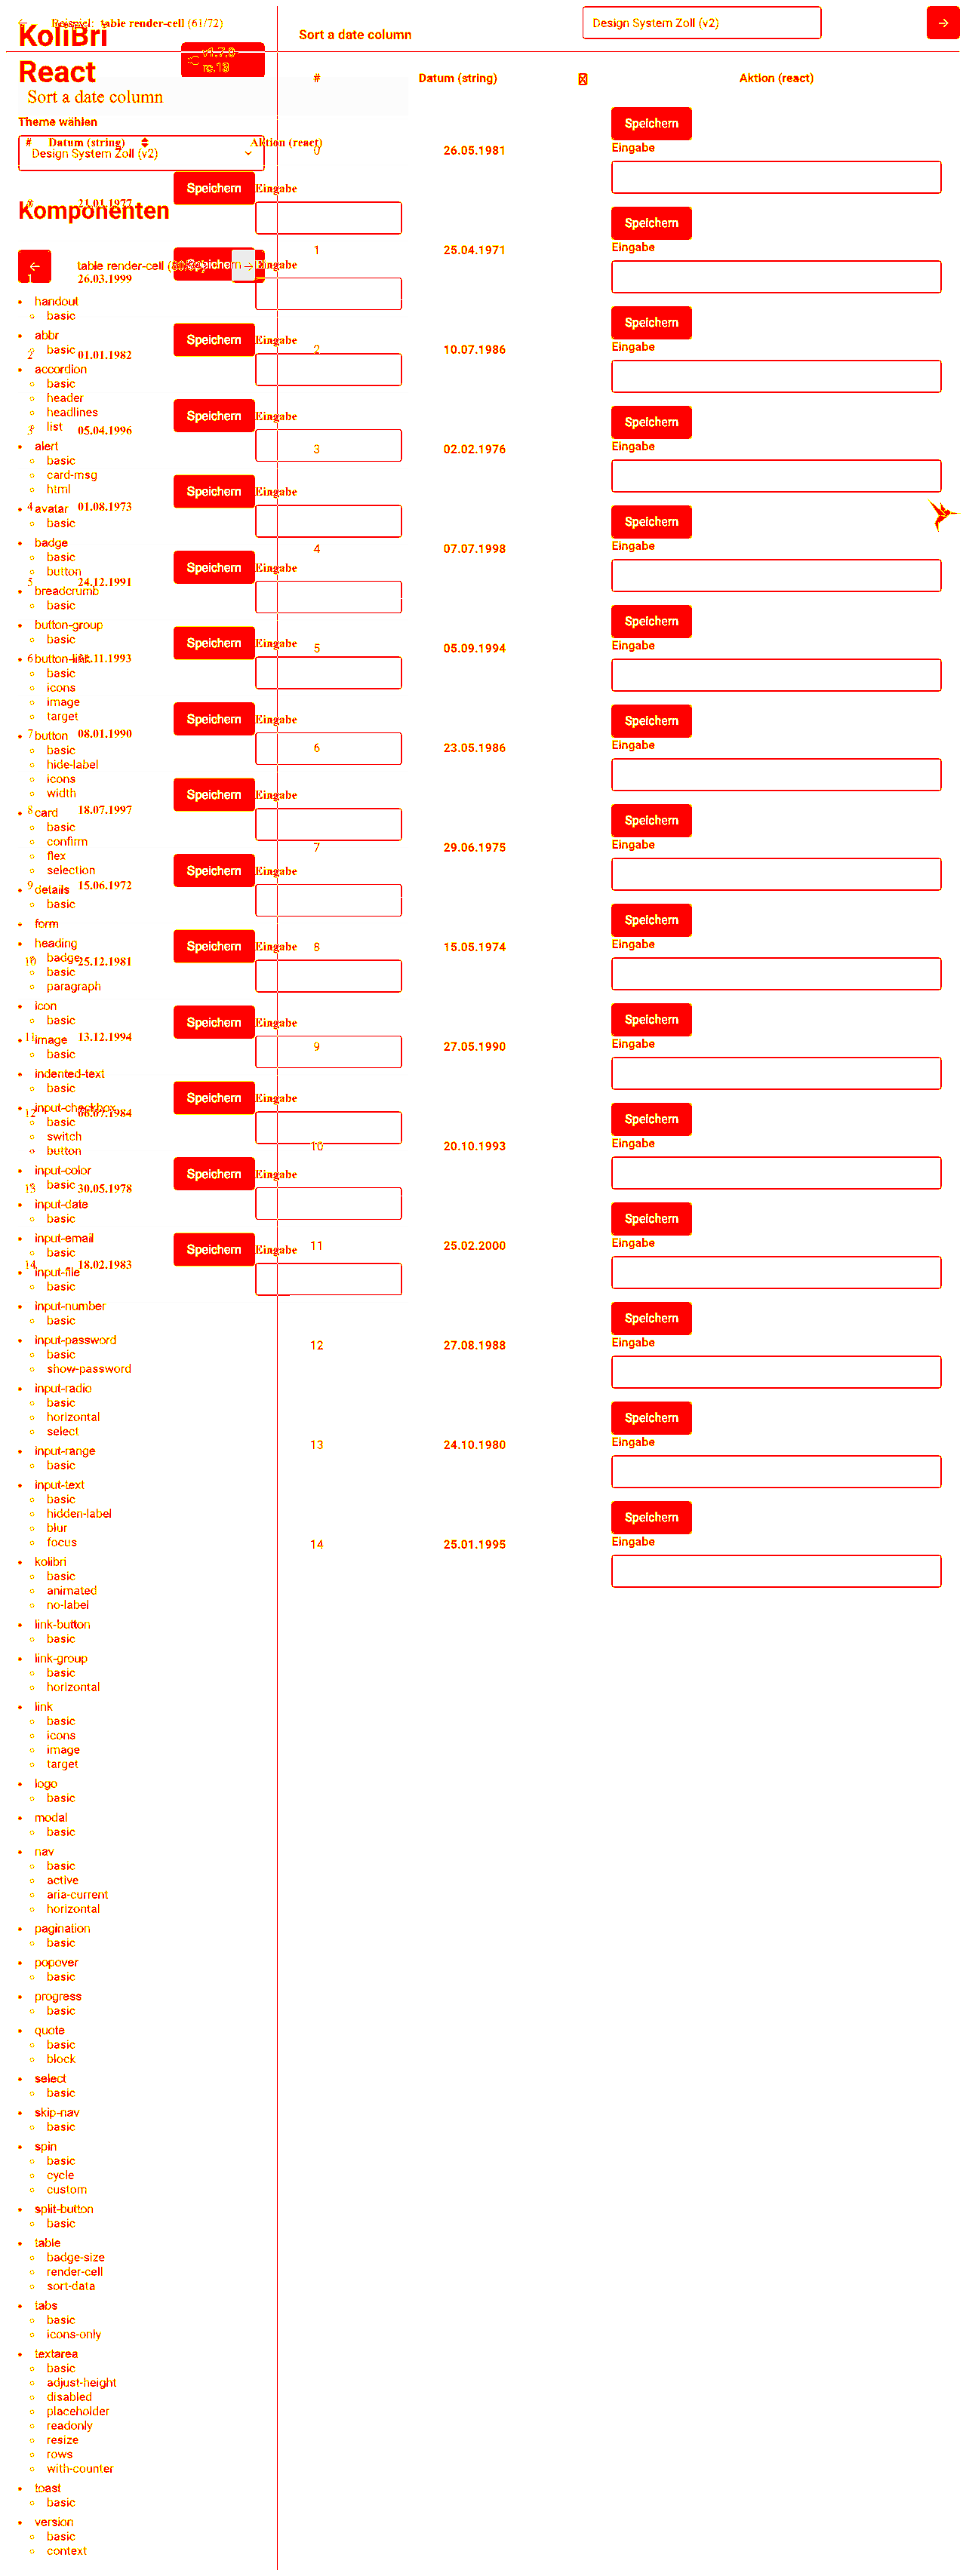 ← Beispiel: table render-cell (61/72)
Design System Zoll (v2)
→
KoliBri
React
v1.7.0
rc.13
Sort a date column
Sort a date column
Theme wählen
Design System Zoll (v2)
# Datum (string) Aktion (react)
# Datum (string) Aktion (react)
Komponenten
← table render-cell →
21.01.1977 Speichern Eingabe
1 26.03.1999 Speichern Eingabe
2 01.01.1982 Speichern Eingabe
3 05.04.1996 Speichern Eingabe
4 01.08.1973 Speichern Eingabe
5 24.12.1991 Speichern Eingabe
6 .11.1993 Speichern Eingabe
7 08.01.1990 Speichern Eingabe
8 18.07.1997 Speichern Eingabe
9 15.06.1972 Speichern Eingabe
10 25.12.1981 Speichern Eingabe
11 13.12.1994 Speichern Eingabe
12 06.07.1984 Speichern Eingabe
13 30.05.1978 Speichern Eingabe
14 18.02.1983 Speichern Eingabe
handout
basic
abbr
basic
accordion
basic
header
headlines
list
alert
basic
card-msg
html
avatar
basic
badge
basic
button
breadcrumb
basic
button-group
basic
button-link
basic
icons
image
target
button
basic
hide-label
icons
width
card
basic
confirm
flex
selection
details
basic
form
heading
badge
basic
paragraph
icon
basic
image
basic
indented-text
basic
input-checkbox
basic
switch
button
input-color
basic
input-date
basic
input-email
basic
input-file
basic
input-number
basic
input-password
basic
show-password
input-radio
basic
horizontal
select
input-range
basic
input-text
basic
hidden-label
blur
focus
kolibri
basic
animated
no-label
link-button
basic
link-group
basic
horizontal
link
basic
icons
image
target
logo
basic
modal
basic
nav
basic
active
aria-current
horizontal
pagination
basic
popover
basic
progress
basic
quote
basic
block
select
basic
skip-nav
basic
spin
basic
cycle
custom
split-button
basic
table
badge-size
render-cell
sort-data
tabs
basic
icons-only
textarea
basic
adjust-height
disabled
placeholder
readonly
resize
rows
with-counter
toast
basic
version
basic
context
0 26.05.1981 Speichern Eingabe
1 25.04.1971 Speichern Eingabe
2 10.07.1986 Speichern Eingabe
3 02.02.1976 Speichern Eingabe
4 07.07.1998 Speichern Eingabe
5 05.09.1994 Speichern Eingabe
6 23.05.1986 Speichern Eingabe
7 29.06.1975 Speichern Eingabe
8 15.05.1974 Speichern Eingabe
9 27.05.1990 Speichern Eingabe
10 20.10.1993 Speichern Eingabe
11 25.02.2000 Speichern Eingabe
12 27.08.1988 Speichern Eingabe
13 24.10.1980 Speichern Eingabe
14 25.01.1995 Speichern Eingabe